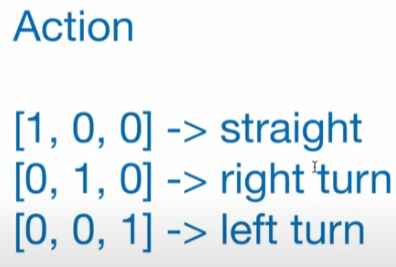 Action
[1, 0, 0] -> straight
[0, 1, 0] -> right turn
[0, 0, 1] -> left turn